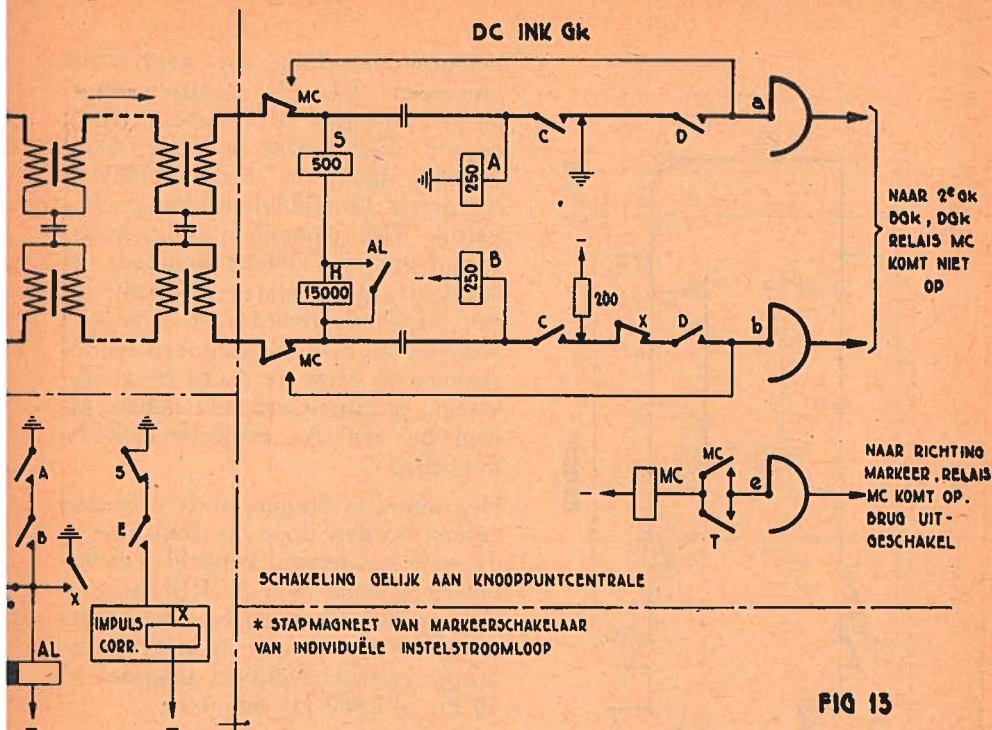 DC INK Gk
MC
S
500
250
A
C
D
a
AL
H
15000
250
B
–
200
C
X
D
b
MC
NAAR 2e Gk
BGk, DGk
RELAIS MC
KOMT NIET
OP
A
B
X
S
E
IMPULS
CORR.
X
AL
–
MC
MC
T
e
NAAR RICHTING
MARKEER, RELAIS
MC KOMT OP.
BRUG UIT-
GESCHAKEL
SCHAKELING GELIJK AAN KNOOPPUNTCENTRALE
* STAPMAGNEET VAN MARKEERSCHAKELAAR
VAN INDIVIDUËLE INSTELSTROOMLOOP
FIG 13